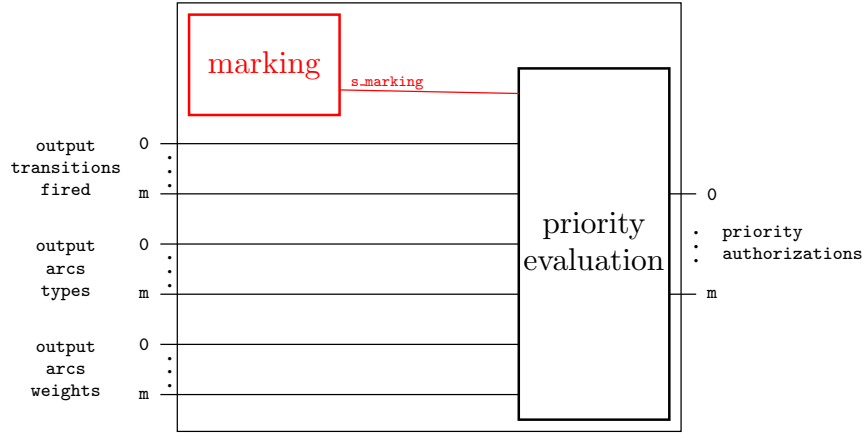 marking
s_marking
output
transitions
fired
0
m
output
arcs
types
0
m
output
arcs
weights
0
m
priority
evaluation
0
m
priority
authorizations